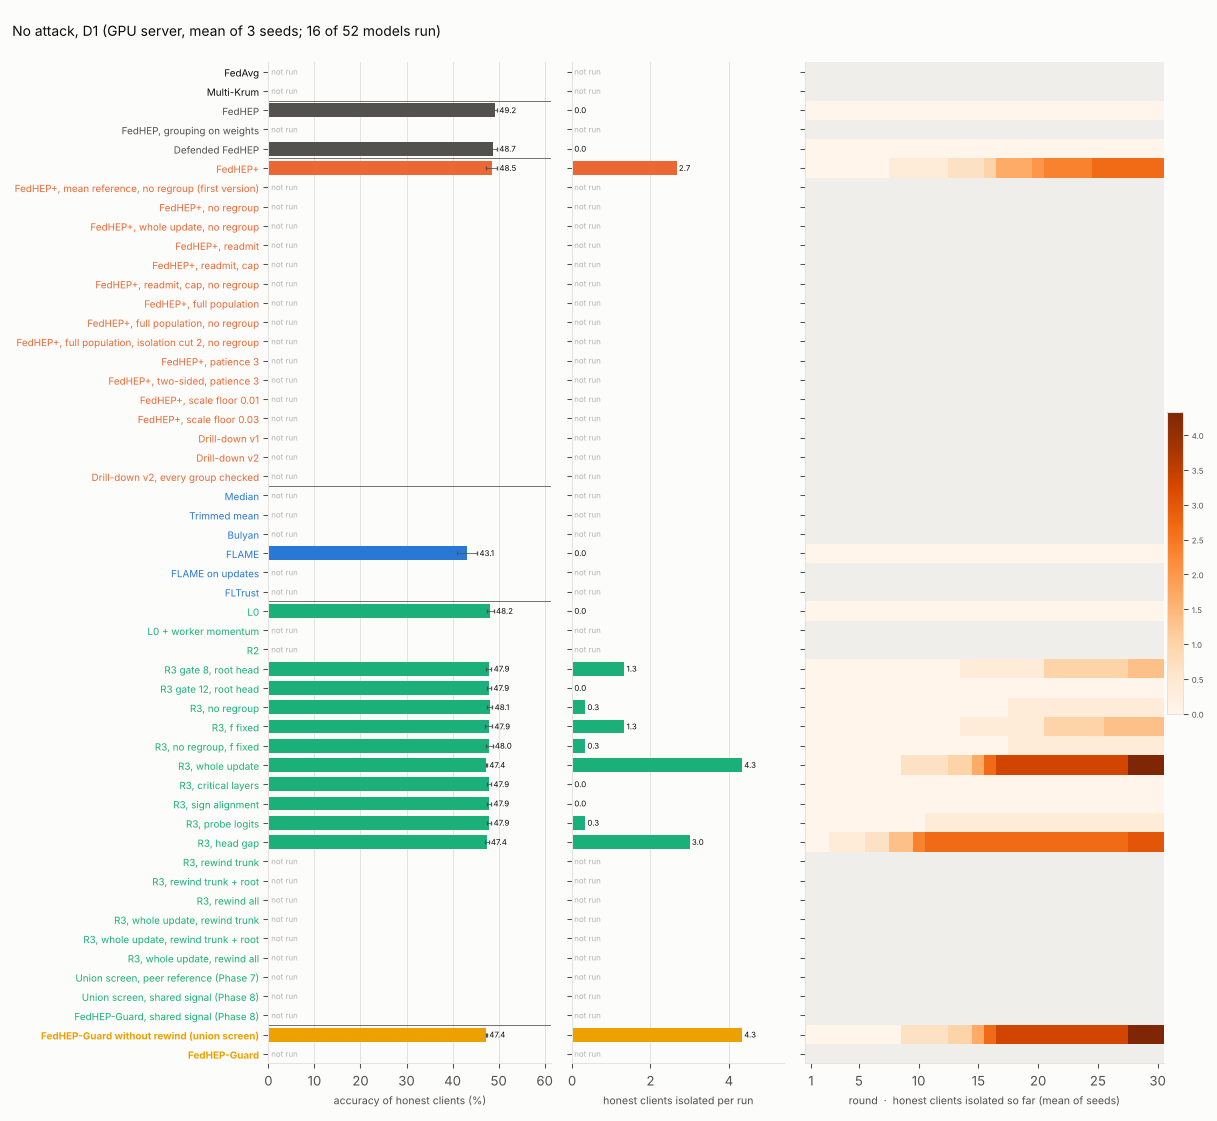 No attack, D1 (GPU server, mean of 3 seeds; 16 of 52 models run)
FedAvg not run not run
Multi-Krum not run not run
FedHEP 49.2 0.0
FedHEP, grouping on weights not run not run
Defended FedHEP 48.7 0.0
FedHEP+ 48.5 2.7
FedHEP+, mean reference, no regroup (first version) not run not run
FedHEP+, no regroup not run not run
FedHEP+, whole update, no regroup not run not run
FedHEP+, readmit not run not run
FedHEP+, readmit, cap not run not run
FedHEP+, readmit, cap, no regroup not run not run
FedHEP+, full population not run not run
FedHEP+, full population, no regroup not run not run
FedHEP+, full population, isolation cut 2, no regroup not run not run
FedHEP+, patience 3 not run not run
FedHEP+, two-sided, patience 3 not run not run
FedHEP+, scale floor 0.01 not run not run
FedHEP+, scale floor 0.03 not run not run
Drill-down v1 not run not run
Drill-down v2 not run not run
Drill-down v2, every group checked not run not run
Median not run not run
Trimmed mean not run not run
Bulyan not run not run
FLAME 43.1 0.0
FLAME on updates not run not run
FLTrust not run not run
L0 48.2 0.0
L0 + worker momentum not run not run
R2 not run not run
R3 gate 8, root head 47.9 1.3
R3 gate 12, root head 47.9 0.0
R3, no regroup 48.1 0.3
R3, f fixed 47.9 1.3
R3, no regroup, f fixed 48.0 0.3
R3, whole update 47.4 4.3
R3, critical layers 47.9 0.0
R3, sign alignment 47.9 0.0
R3, probe logits 47.9 0.3
R3, head gap 47.4 3.0
R3, rewind trunk not run not run
R3, rewind trunk + root not run not run
R3, rewind all not run not run
R3, whole update, rewind trunk not run not run
R3, whole update, rewind trunk + root not run not run
R3, whole update, rewind all not run not run
Union screen, peer reference (Phase 7) not run not run
Union screen, shared signal (Phase 8) not run not run
FedHEP-Guard, shared signal (Phase 8) not run not run
FedHEP-Guard without rewind (union screen) 47.4 4.3
FedHEP-Guard not run not run
0 10 20 30 40 50 60
accuracy of honest clients (%)
0 2 4
honest clients isolated per run
1 5 10 15 20 25 30
round · honest clients isolated so far (mean of seeds)
4.0
3.5
3.0
2.5
2.0
1.5
1.0
0.5
0.0